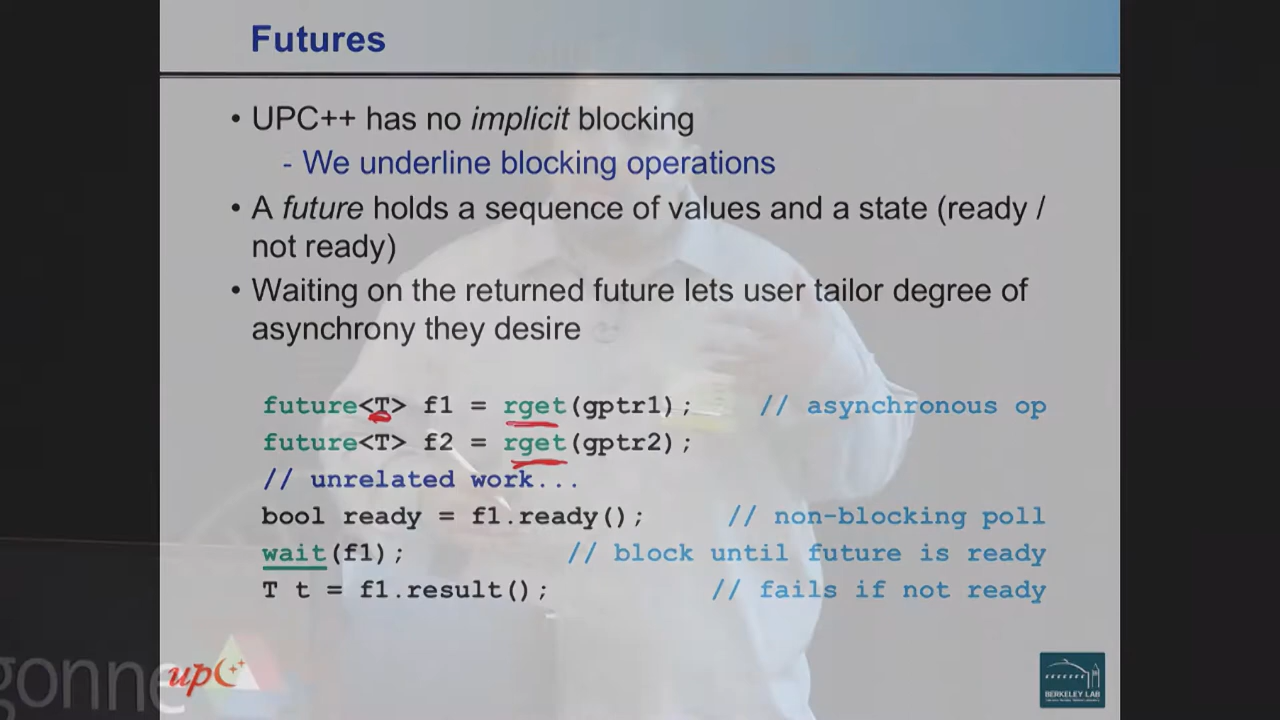 Futures
• UPC++ has no implicit blocking
- We underline blocking operations
• A future holds a sequence of values and a state (ready /
not ready)
• Waiting on the returned future lets user tailor degree of
asynchrony they desire
future<T> f1 = rget(gptr1); // asynchronous op
future<T> f2 = rget(gptr2);
// unrelated work...
bool ready = f1.ready(); // non-blocking poll
wait(f1); // block until future is ready
T t = f1.result(); // fails if not ready
gonne
upc++
BERKELEY LAB